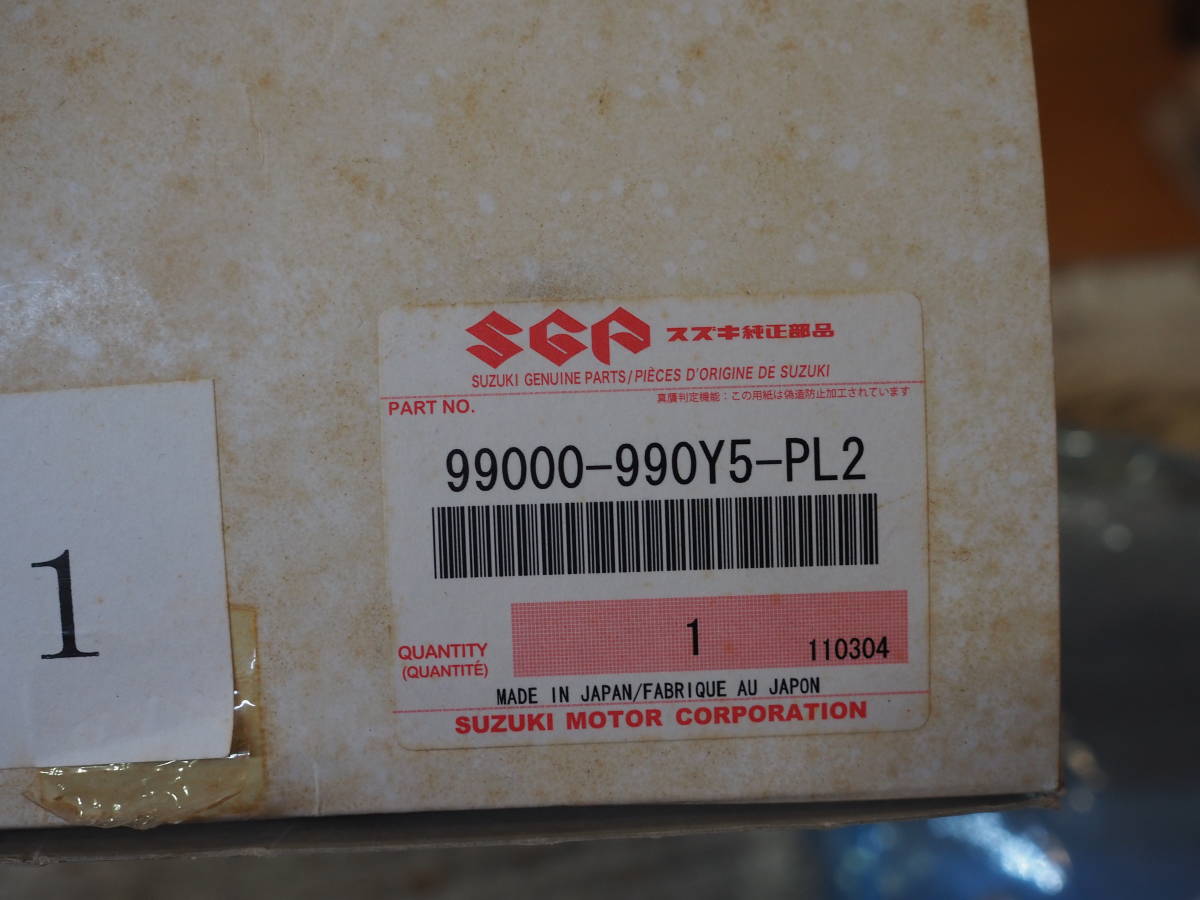 SGP スズキ純正部品
SUZUKI GENUINE PARTS/PIÈCES D'ORIGINE DE SUZUKI
PART NO.
真贋判定機能：この用紙は偽造防止加工されています
99000-990Y5-PL2
QUANTITY
(QUANTITÉ)
1
110304
MADE IN JAPAN/FABRIQUE AU JAPON
SUZUKI MOTOR CORPORATION
1